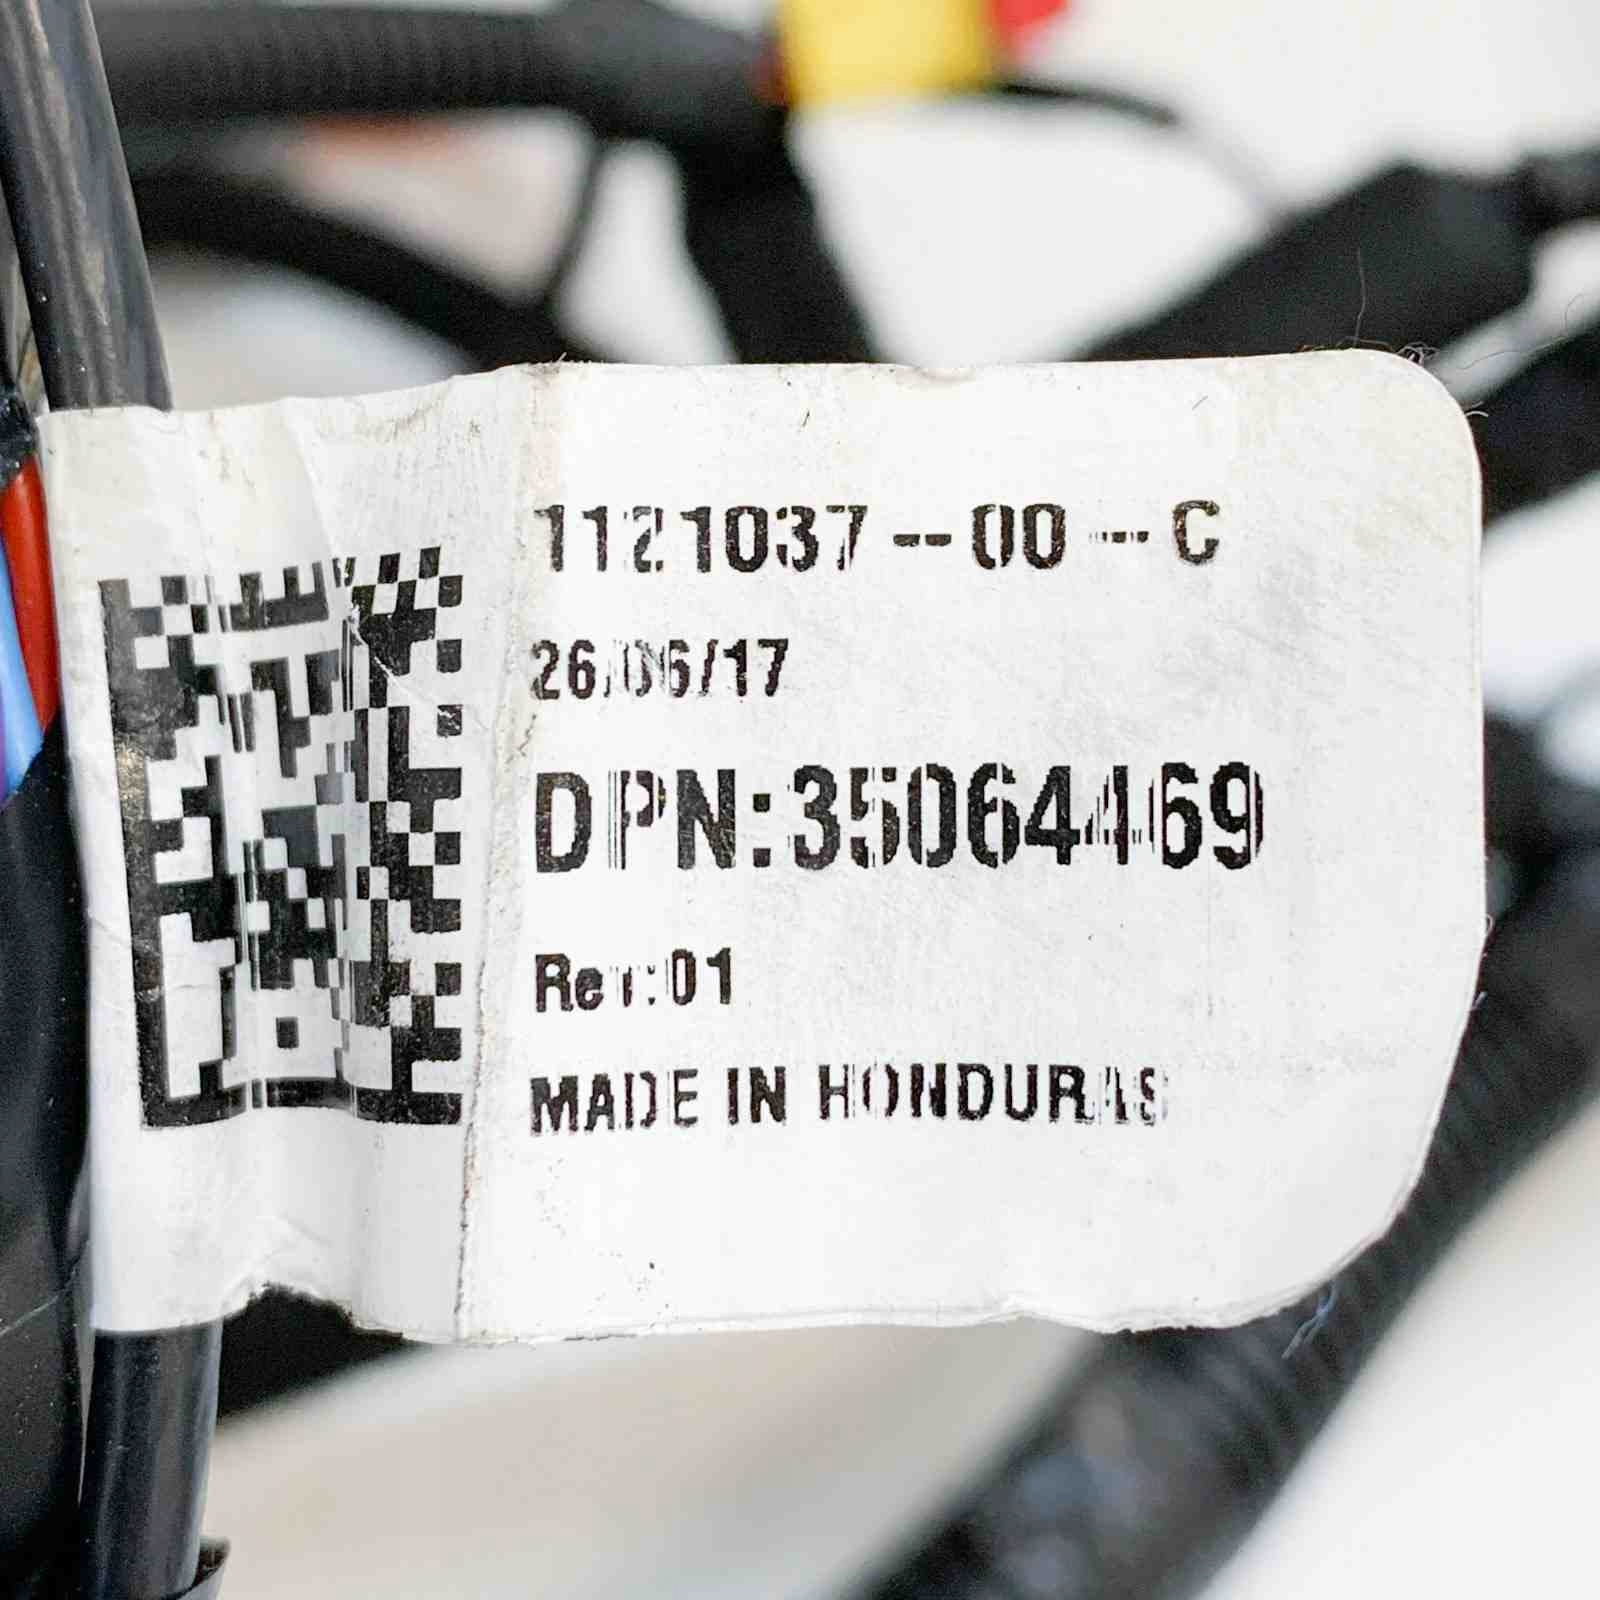 1121037-00-C
26/06/17
DPN:35064469
Rev:01
MADE IN HONDURAS